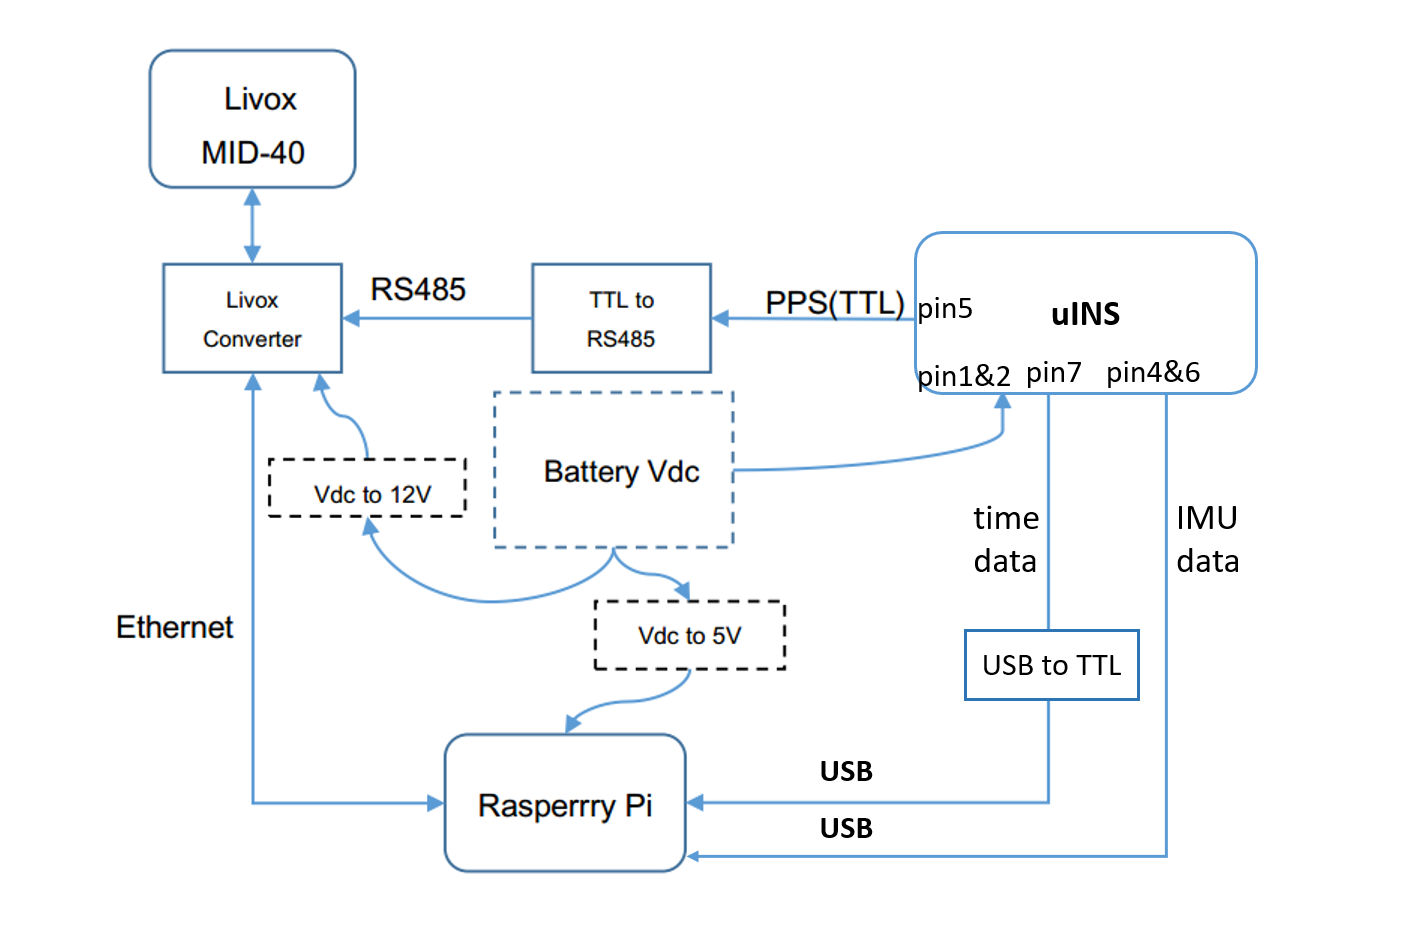 Livox
MID-40
Livox
Converter
RS485
TTL to
RS485
PPS(TTL)
pin5
uINS
pin1&2
pin7
pin4&6
Battery Vdc
Vdc to 12V
time
data
IMU
data
Ethernet
Vdc to 5V
USB to TTL
USB
Rasperrry Pi
USB